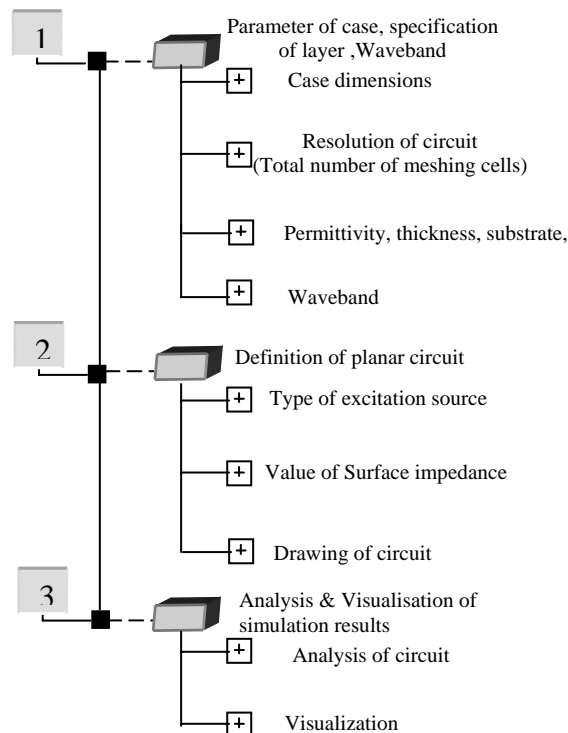 1
Parameter of case, specification
of layer ,Waveband
Case dimensions
Resolution of circuit
(Total number of meshing cells)
Permittivity, thickness, substrate,
Waveband
2
Definition of planar circuit
Type of excitation source
Value of Surface impedance
Drawing of circuit
3
Analysis & Visualisation of
simulation results
Analysis of circuit
Visualization